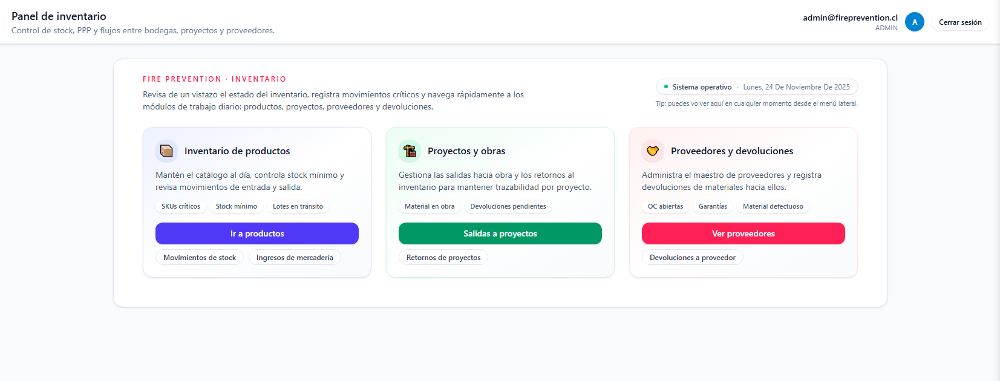 Panel de inventario
Control de stock, PPP y flujos entre bodegas, proyectos y proveedores.
admin@fireprevention.cl
ADMIN
A
Cerrar sesión
FIRE PREVENTION · INVENTARIO
Revisa de un vistazo el estado del inventario, registra movimientos críticos y navega rápidamente a los
módulos de trabajo diario: productos, proyectos, proveedores y devoluciones.
Sistema operativo · Lunes, 24 De Noviembre De 2025
Tip: puedes volver aquí en cualquier momento desde el menú lateral.
Inventario de productos
Mantén el catálogo al día, controla stock mínimo y
revisa movimientos de entrada y salida.
SKUs críticos
Stock mínimo
Lotes en tránsito
Ir a productos
Movimientos de stock
Ingresos de mercadería
Proyectos y obras
Gestiona las salidas hacia obra y los retornos al
inventario para mantener trazabilidad por proyecto.
Material en obra
Devoluciones pendientes
Salidas a proyectos
Retornos de proyectos
Proveedores y devoluciones
Administra el maestro de proveedores y registra
devoluciones de materiales hacia ellos.
OC abiertas
Garantías
Material defectuoso
Ver proveedores
Devoluciones a proveedor